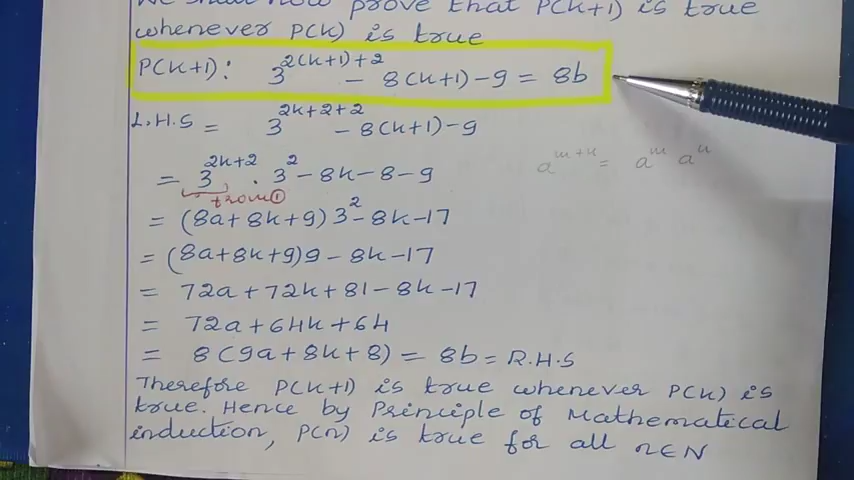 We shall now prove that P(k+1) is true
whenever P(k) is true
P(k+1): 3^{2(k+1)+2} - 8(k+1) - 9 = 8b
L.H.S = 3^{2k+2+2} - 8(k+1) - 9
= 3^{2k+2} . 3^2 - 8k - 8 - 9
a^{m+n} = a^m a^n
from ①
= (8a+8k+9) 3^2 - 8k - 17
= (8a+8k+9)9 - 8k - 17
= 72a + 72k + 81 - 8k - 17
= 72a + 64k + 64
= 8(9a+8k+8) = 8b = R.H.S
Therefore P(k+1) is true whenever P(k) is
true. Hence by Principle of Mathematical
induction, P(n) is true for all n∈N